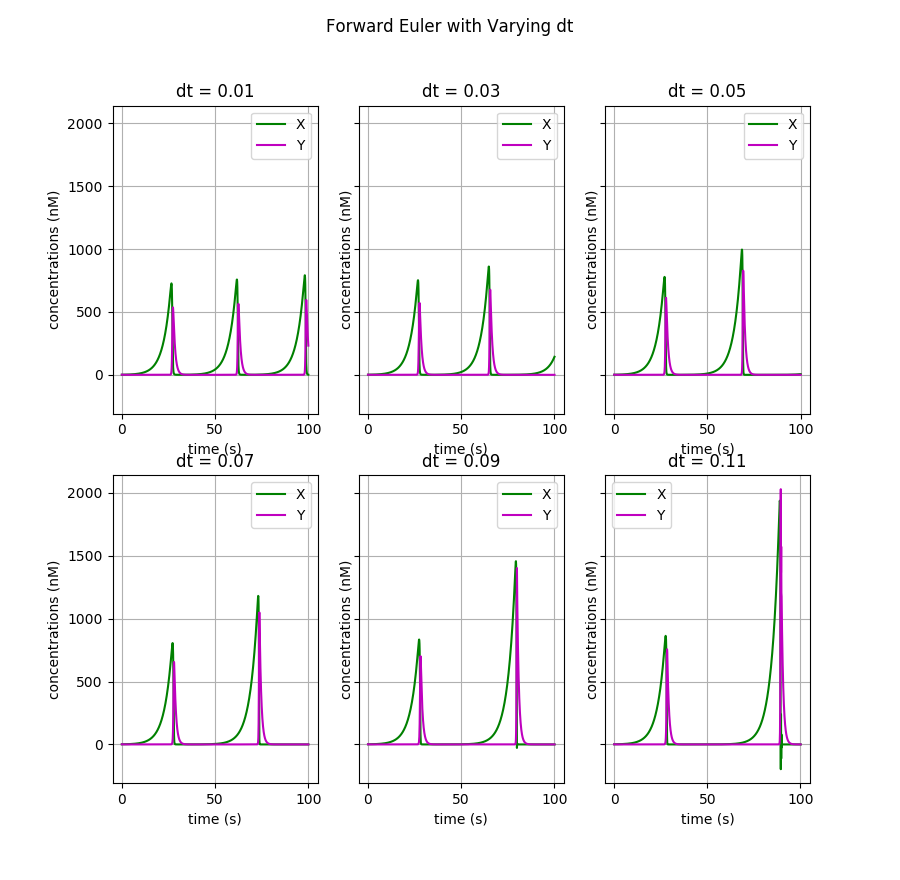 Forward Euler with Varying dt
dt = 0.01
dt = 0.03
dt = 0.05
2000
1500
1000
500
0
concentrations (nM)
X
Y
0
50
100
time (s)
concentrations (nM)
X
Y
0
50
100
time (s)
concentrations (nM)
X
Y
0
50
100
time (s)
dt = 0.07
dt = 0.09
dt = 0.11
2000
1500
1000
500
0
concentrations (nM)
X
Y
0
50
100
time (s)
concentrations (nM)
X
Y
0
50
100
time (s)
concentrations (nM)
X
Y
0
50
100
time (s)